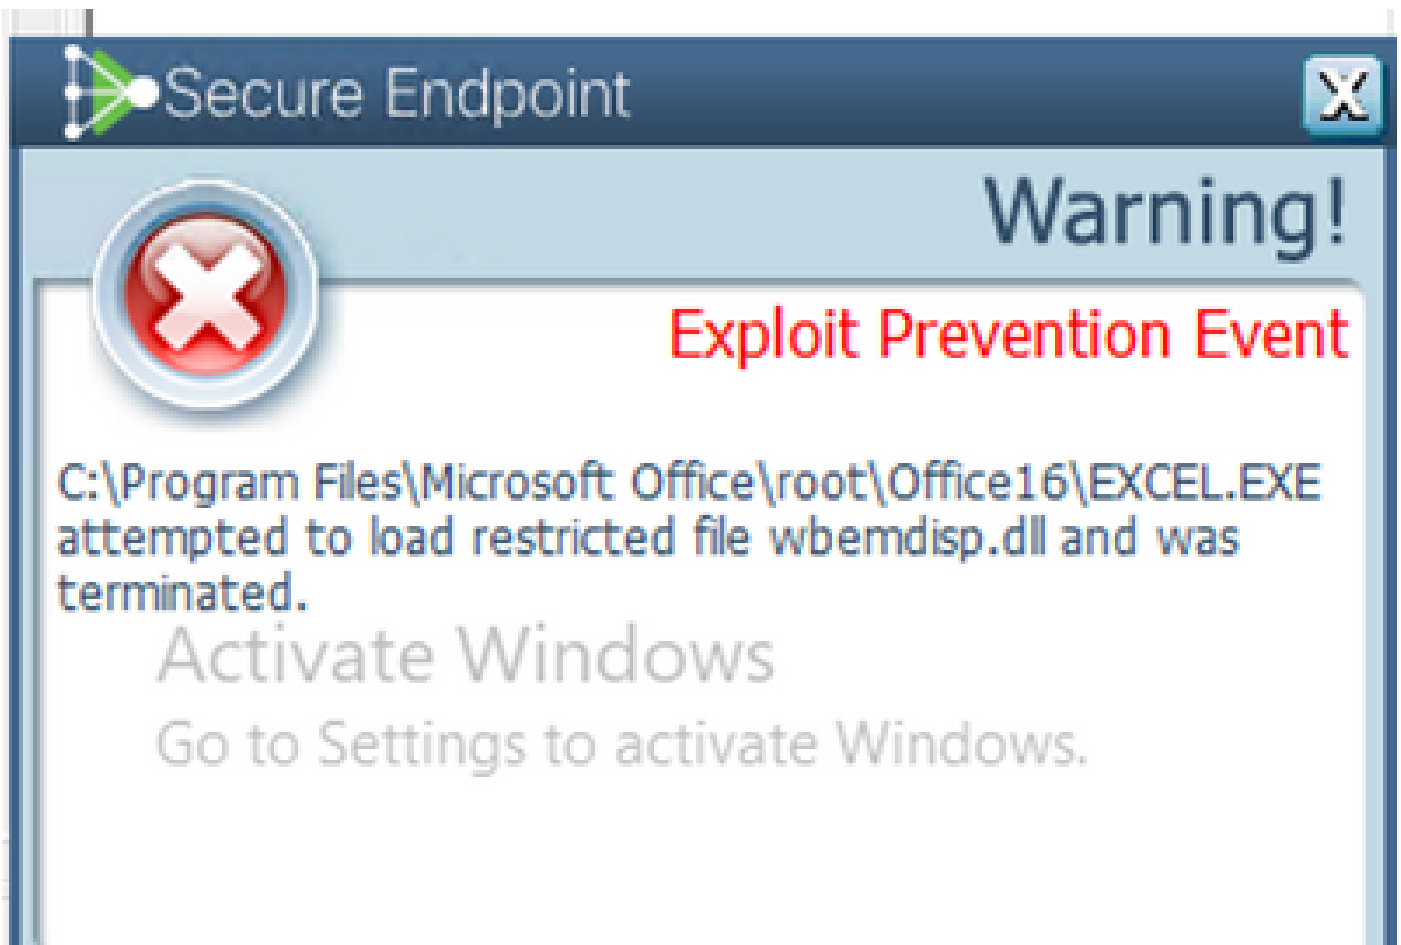 Secure Endpoint
X
Warning!
Exploit Prevention Event
C:\Program Files\Microsoft Office\root\Office16\EXCEL.EXE
attempted to load restricted file wbemdisp.dll and was
terminated.
Activate Windows
Go to Settings to activate Windows.